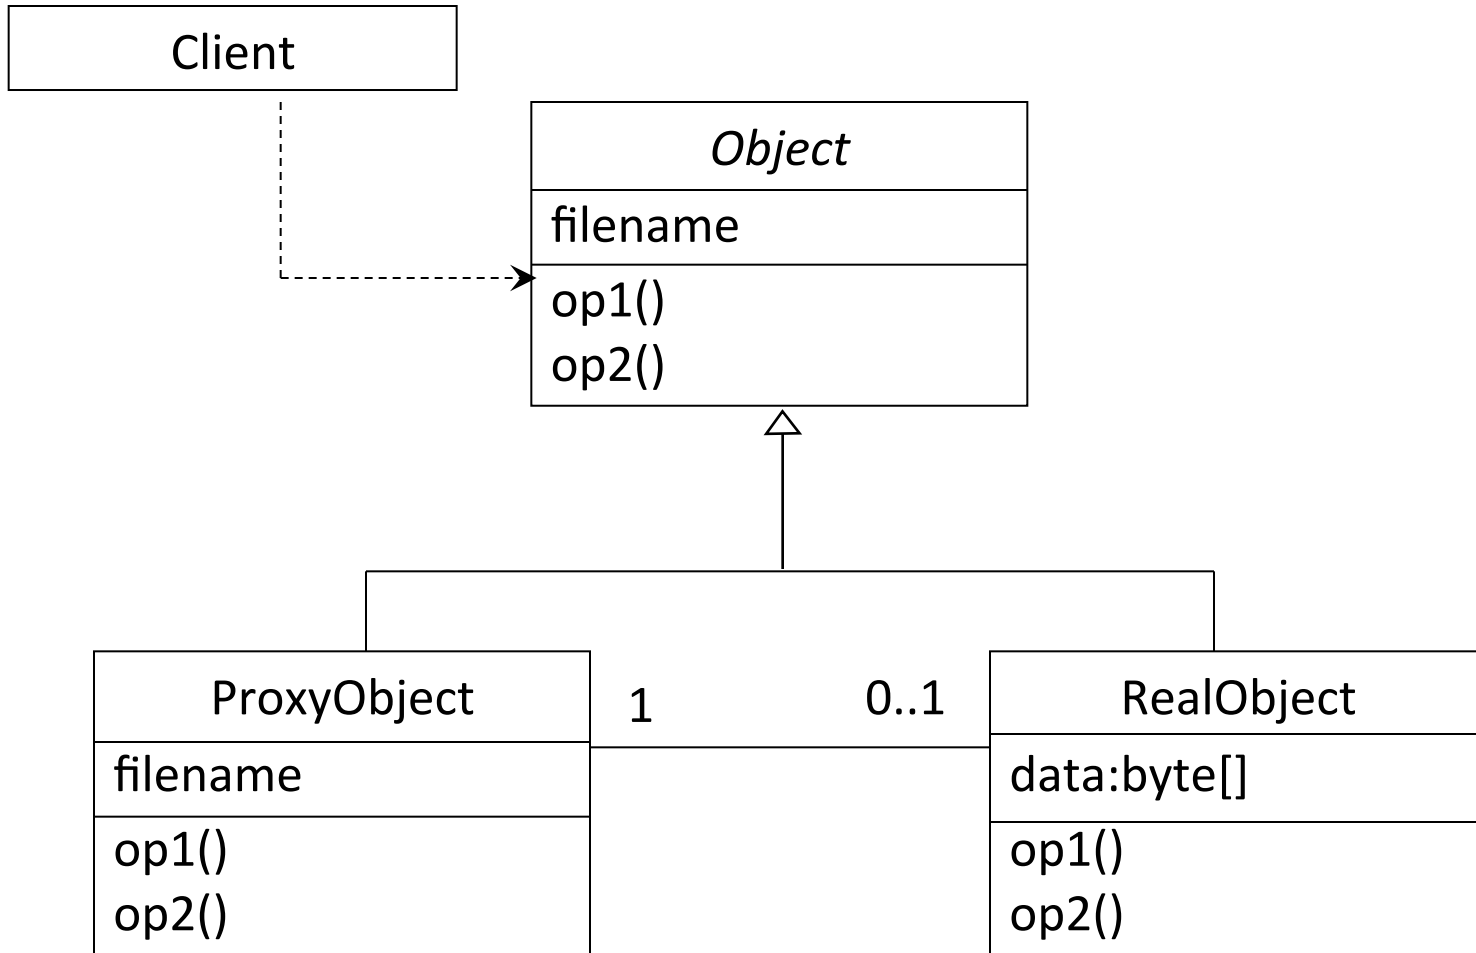 Client
Object
filename
op1()
op2()
ProxyObject
filename
op1()
op2()
1
0..1
RealObject
data:byte[]
op1()
op2()